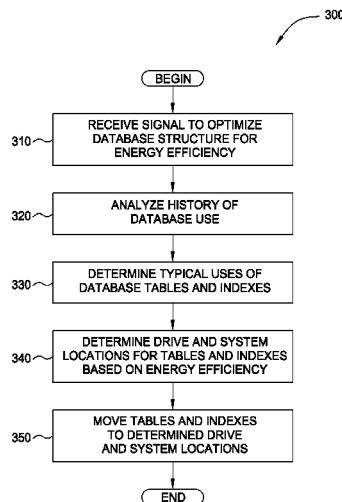 300
BEGIN
310
RECEIVE SIGNAL TO OPTIMIZE
DATABASE STRUCTURE FOR
ENERGY EFFICIENCY
320
ANALYZE HISTORY OF
DATABASE USE
330
DETERMINE TYPICAL USES OF
DATABASE TABLES AND INDEXES
340
DETERMINE DRIVE AND SYSTEM
LOCATIONS FOR TABLES AND INDEXES
BASED ON ENERGY EFFICIENCY
350
MOVE TABLES AND INDEXES
TO DETERMINED DRIVE
AND SYSTEM LOCATIONS
END